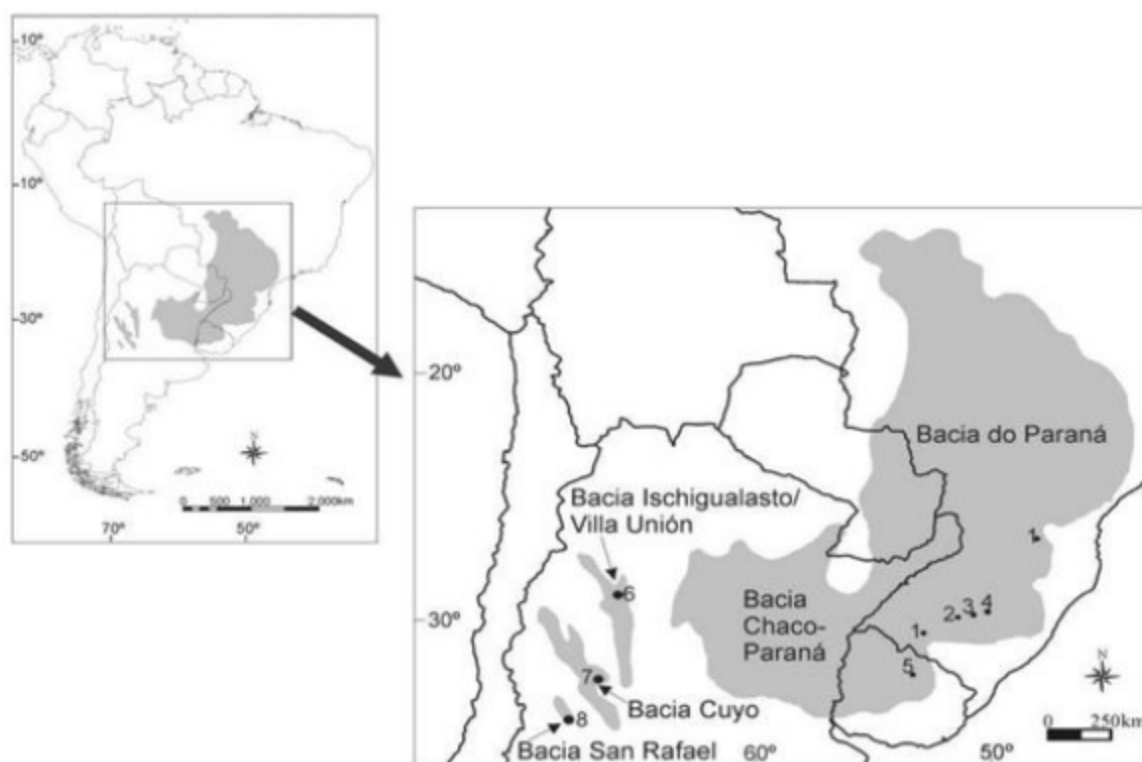 10º
10º
30º
50º
N
0 500 1.000 2.000km
70º
50º
20º
Bacia do Paraná
Bacia Ischigualasto/
Villa Unión
1
6
Bacia
Chaco-
Paraná
30º
1
2
3
4
5
7
Bacia Cuyo
N
8
Bacia San Rafael
60º
50º
0 250km